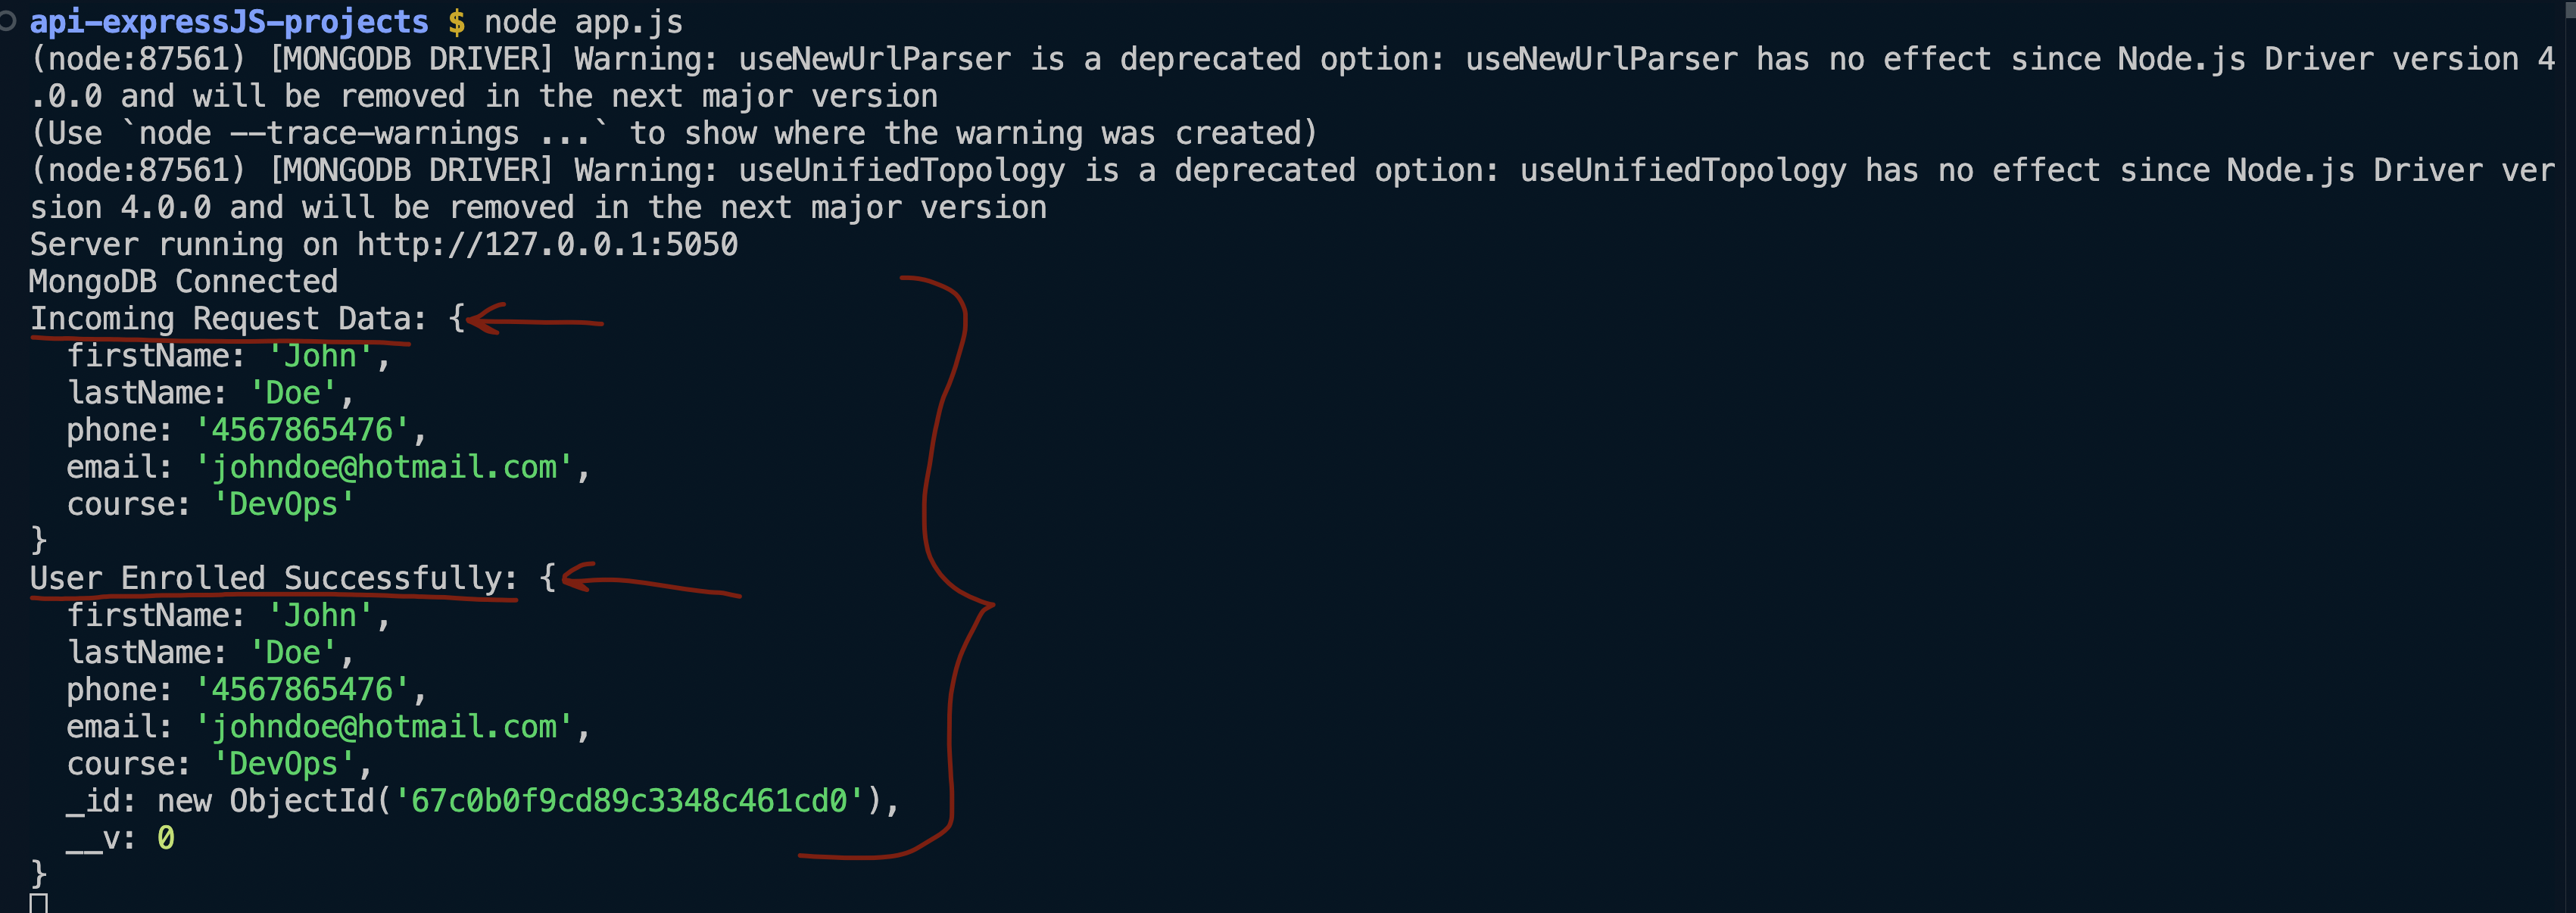 api-expressJS-projects $ node app.js
(node:87561) [MONGODB DRIVER] Warning: useNewUrlParser is a deprecated option: useNewUrlParser has no effect since Node.js Driver version 4
.0.0 and will be removed in the next major version
(Use `node --trace-warnings ...` to show where the warning was created)
(node:87561) [MONGODB DRIVER] Warning: useUnifiedTopology is a deprecated option: useUnifiedTopology has no effect since Node.js Driver ver
sion 4.0.0 and will be removed in the next major version
Server running on http://127.0.0.1:5050
MongoDB Connected
Incoming Request Data: {
  firstName: 'John',
  lastName: 'Doe',
  phone: '4567865476',
  email: 'johndoe@hotmail.com',
  course: 'DevOps'
}
User Enrolled Successfully: {
  firstName: 'John',
  lastName: 'Doe',
  phone: '4567865476',
  email: 'johndoe@hotmail.com',
  course: 'DevOps',
  _id: new ObjectId('67c0b0f9cd89c3348c461cd0'),
  __v: 0
}